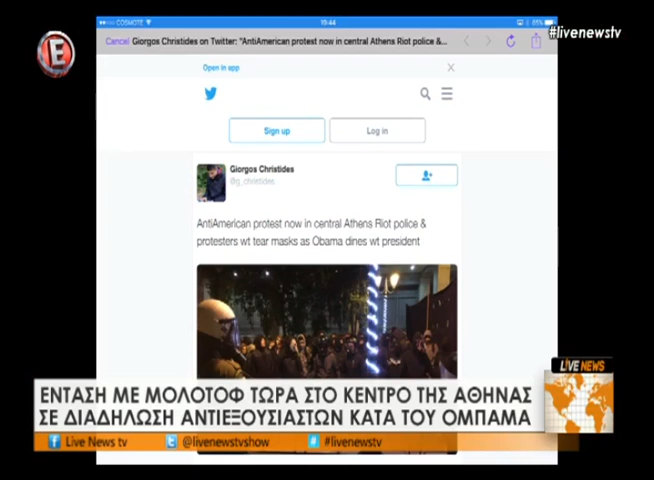 COSMOTE
19:44
85%
#livenewstv
E
Cancel Giorgos Christides on Twitter: "AntiAmerican protest now in central Athens Riot police &...
Open in app
Sign up
Log in
Giorgos Christides
@g_christides
AntiAmerican protest now in central Athens Riot police &
protesters wt tear masks as Obama dines wt president
LIVE NEWS
ΕΝΤΑΣΗ ΜΕ ΜΟΛΟΤΟΦ ΤΩΡΑ ΣΤΟ ΚΕΝΤΡΟ ΤΗΣ ΑΘΗΝΑΣ
ΣΕ ΔΙΑΔΗΛΩΣΗ ΑΝΤΙΕΞΟΥΣΙΑΣΤΩΝ ΚΑΤΑ ΤΟΥ ΟΜΠΑΜΑ
Live News tv
@livenewstvshow
#livenewstv